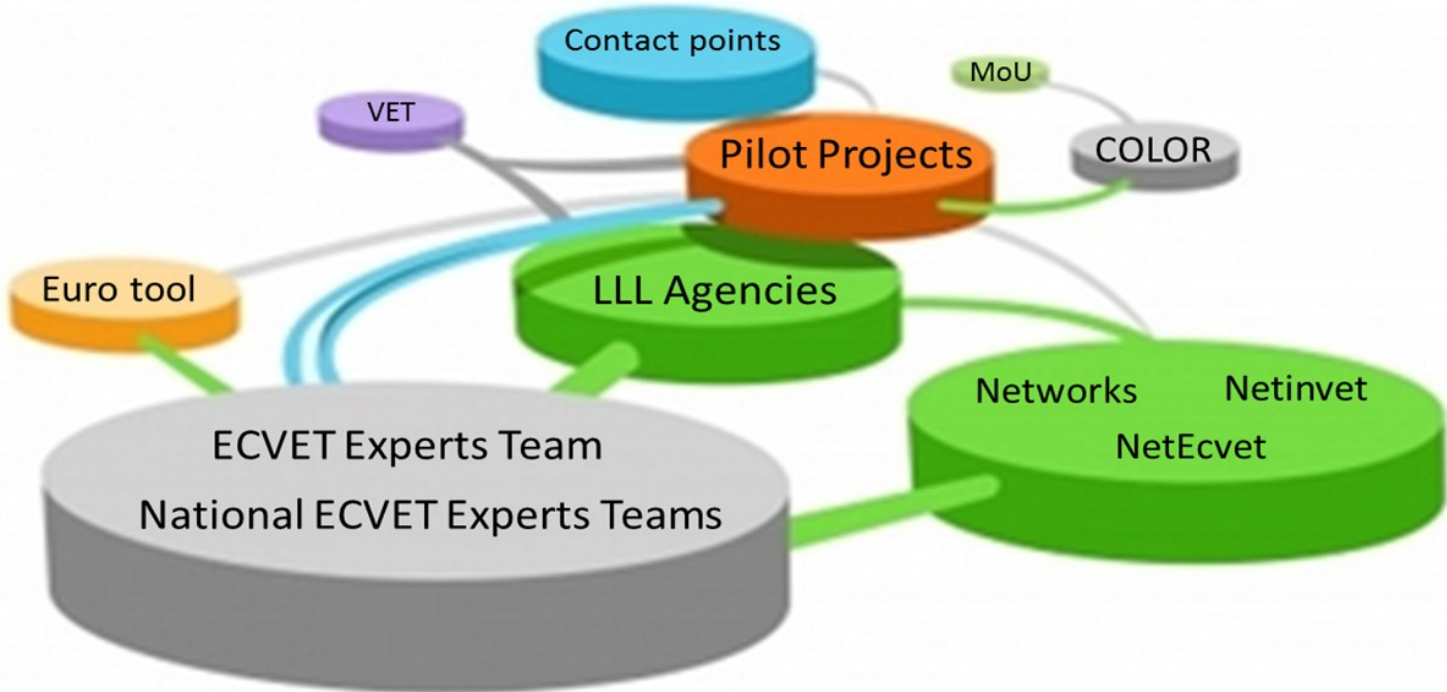 Contact points
MoU
VET
Pilot Projects
COLOR
Euro tool
LLL Agencies
Networks
Netinvet
NetEcvet
ECVET Experts Team
National ECVET Experts Teams